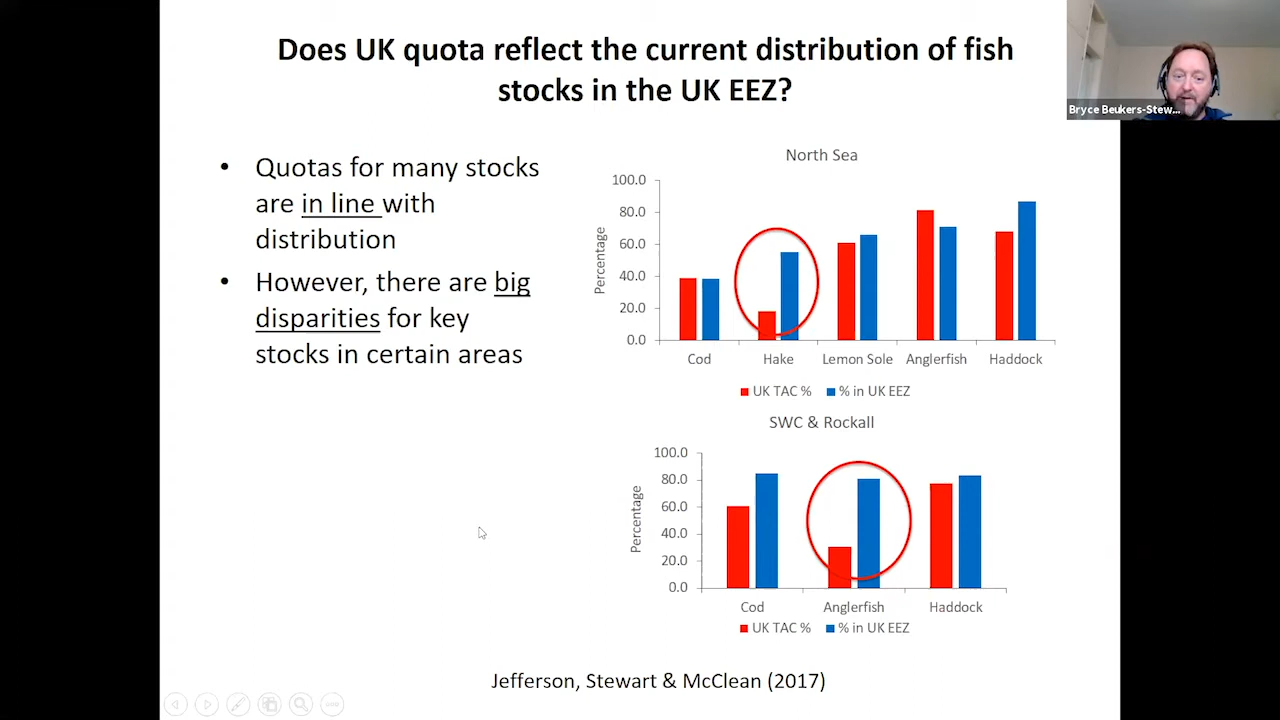 Does UK quota reflect the current distribution of fish
stocks in the UK EEZ?
Bryce Beukers-Stew...
• Quotas for many stocks
are in line with
distribution
• However, there are big
disparities for key
stocks in certain areas
North Sea
100.0
80.0
60.0
40.0
20.0
0.0
Percentage
Cod Hake Lemon Sole Anglerfish Haddock
UK TAC % % in UK EEZ
SWC & Rockall
100.0
80.0
60.0
40.0
20.0
0.0
Percentage
Cod Anglerfish Haddock
UK TAC % % in UK EEZ
Jefferson, Stewart & McClean (2017)